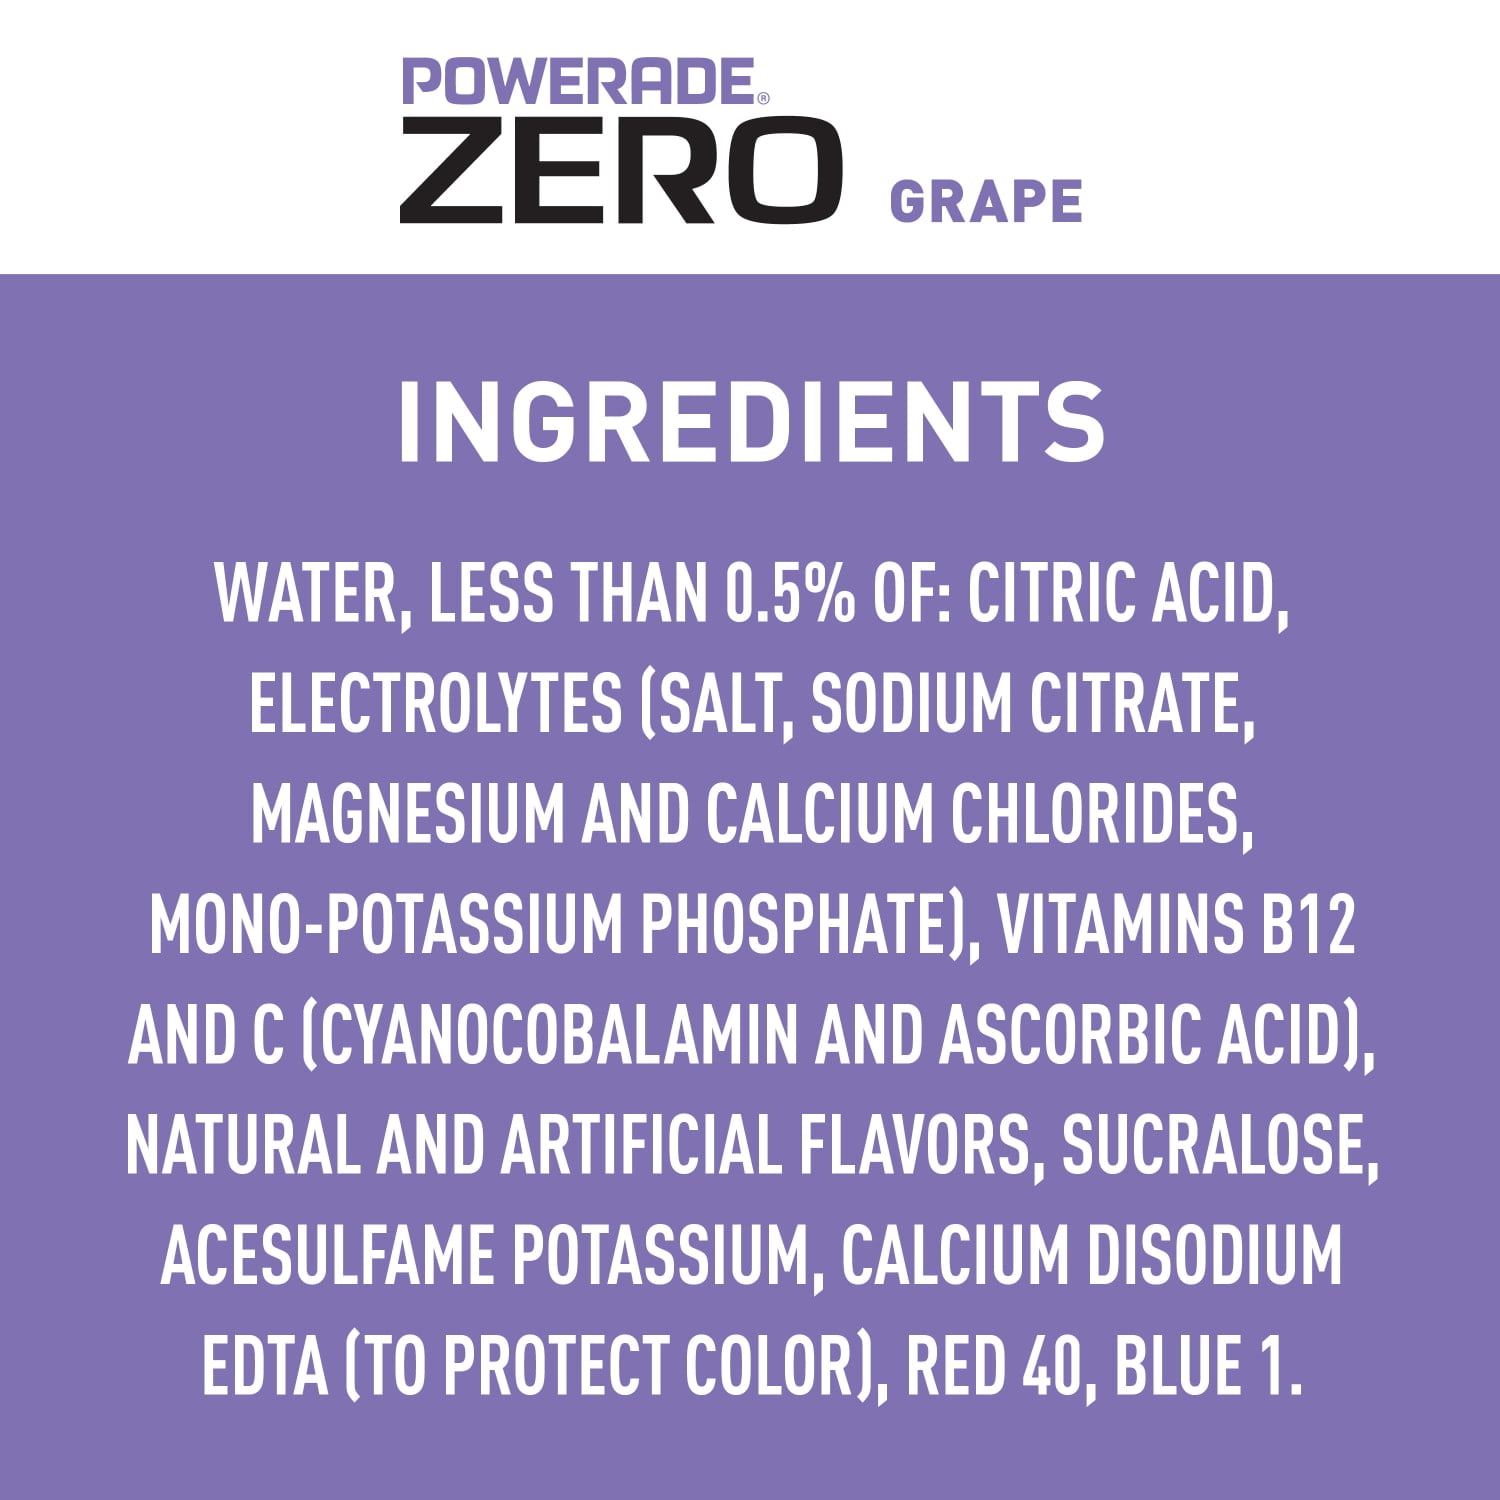 POWERADE®
ZERO GRAPE
INGREDIENTS
WATER, LESS THAN 0.5% OF: CITRIC ACID,
ELECTROLYTES (SALT, SODIUM CITRATE,
MAGNESIUM AND CALCIUM CHLORIDES,
MONO-POTASSIUM PHOSPHATE), VITAMINS B12
AND C (CYANOCOBALAMIN AND ASCORBIC ACID),
NATURAL AND ARTIFICIAL FLAVORS, SUCRALOSE,
ACESULFAME POTASSIUM, CALCIUM DISODIUM
EDTA (TO PROTECT COLOR), RED 40, BLUE 1.